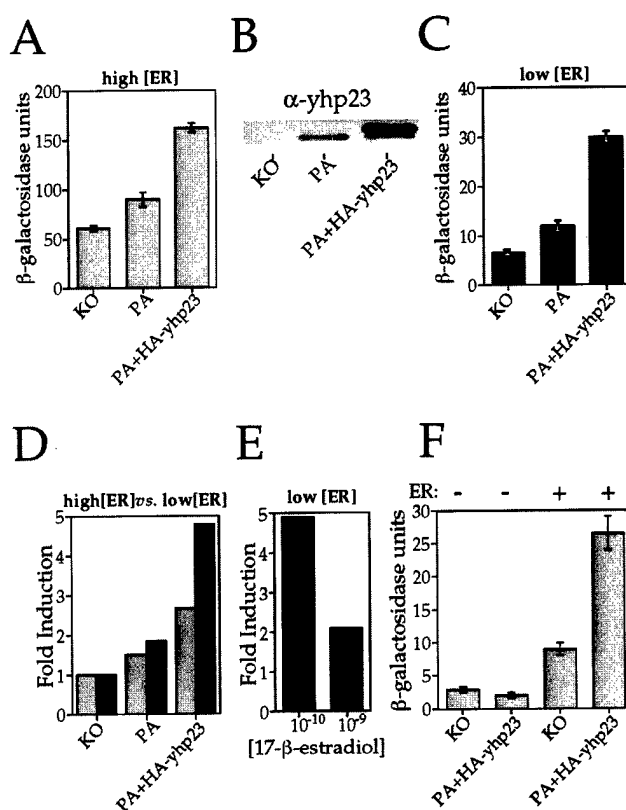 A
high [ER]
β-galactosidase units
200
150
100
50
0
KO
PA
PA+HA-yhp23
B
α-yhp23
KO
PA
PA+HA-yhp23
C
low [ER]
β-galactosidase units
40
30
20
10
0
KO
PA
PA+HA-yhp23
D
high[ER]vs. low[ER]
Fold Induction
5
4
3
2
1
0
KO
PA
PA+HA-yhp23
E
low [ER]
Fold Induction
5
4
3
2
1
0
10⁻¹⁰ 10⁻⁹
[17-β-estradiol]
F
ER: - - + +
β-galactosidase units
30
25
20
15
10
5
0
KO
PA+HA-yhp23
KO
PA+HA-yhp23